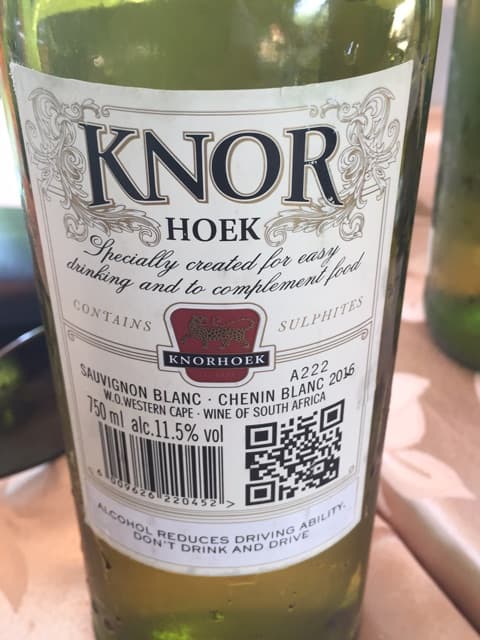 KNOR
HOEK
Specially created for easy
drinking and to complement food
CONTAINS SULPHITES
KNORHOEK
A222
SAUVIGNON BLANC · CHENIN BLANC 2016
W.O.WESTERN CAPE · WINE OF SOUTH AFRICA
750 ml alc.11.5% vol
6 009626 220452 >
ALCOHOL REDUCES DRIVING ABILITY,
DON'T DRINK AND DRIVE